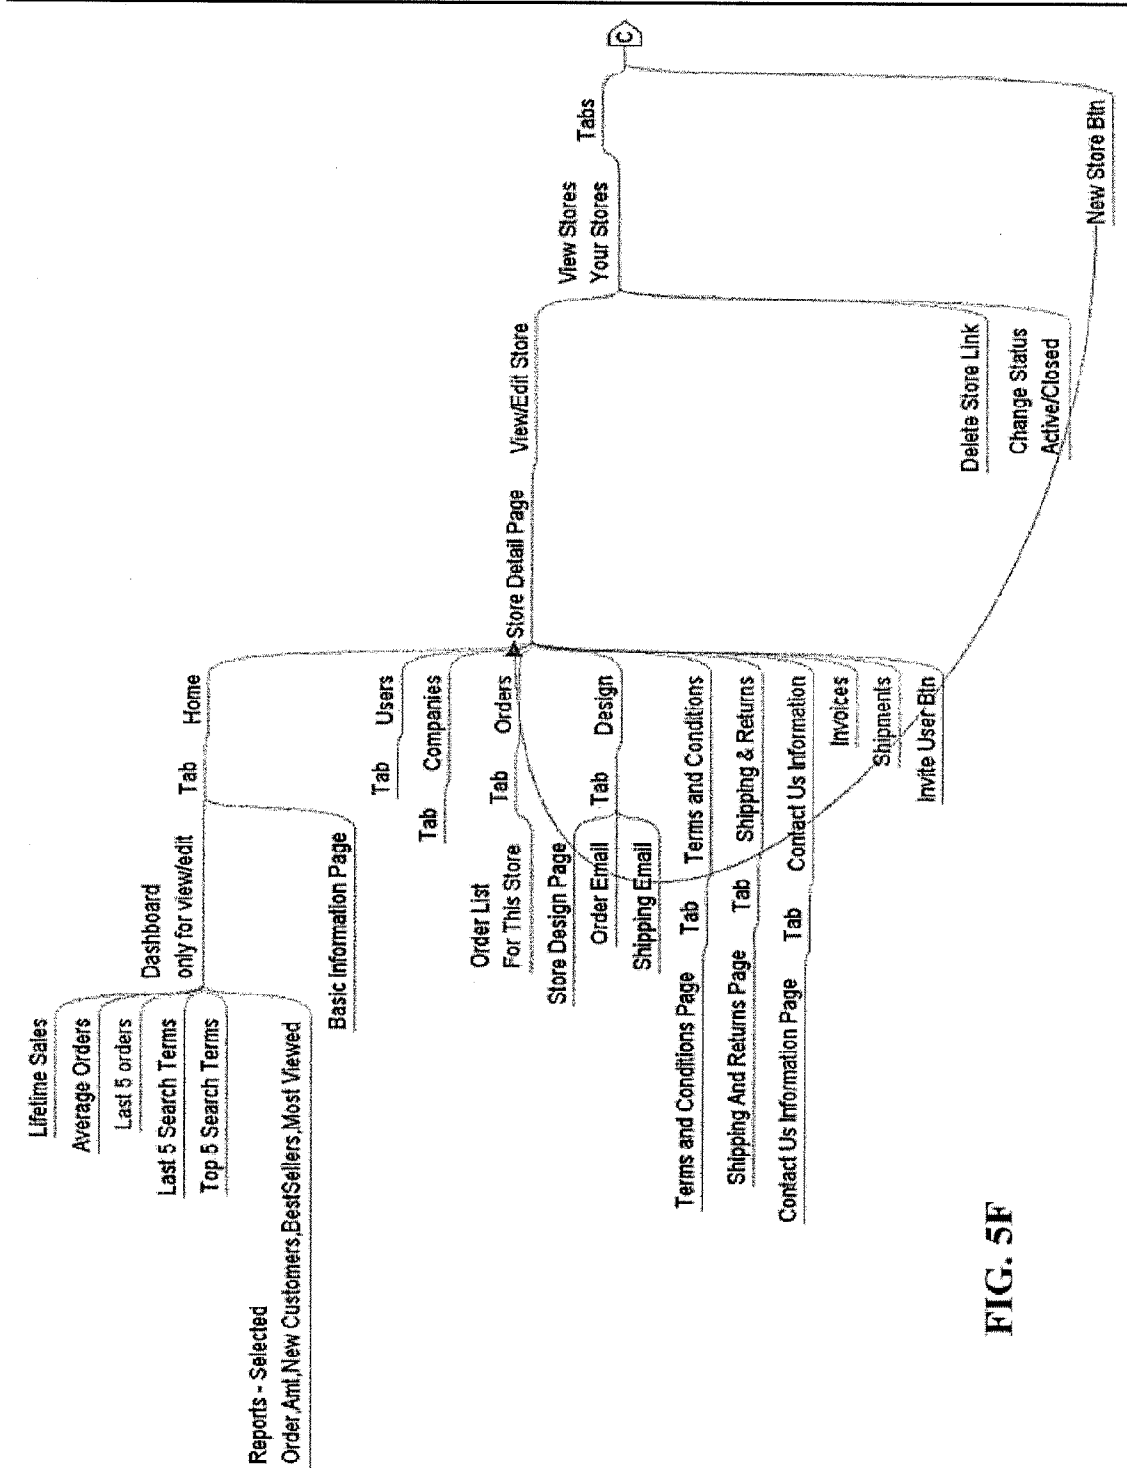 Lifetime Sales
Average Orders
Last 5 orders
Last 5 Search Terms
Top 5 Search Terms
Reports - Selected
Order,Amt,New Customers,BestSellers,Most Viewed
Dashboard
only for view/edit
Basic Information Page
Tab
Home
Tab
Users
Tab
Companies
Order List
For This Store
Tab
Orders
Store Design Page
Order Email
Shipping Email
Tab
Design
Terms and Conditions Page
Tab
Terms and Conditions
Shipping And Returns Page
Tab
Shipping & Returns
Contact Us Information Page
Tab
Contact Us Information
Invoices
Shipments
Invite User Btn
Store Detail Page
View/Edit Store
Delete Store Link
Change Status
Active/Closed
View Stores
Your Stores
Tabs
C
New Store Btn
FIG. 5F